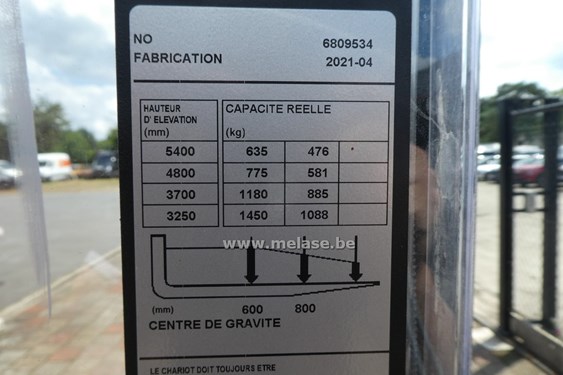 NO 6809534
FABRICATION 2021-04
HAUTEUR CAPACITE REELLE
D' ELEVATION
(mm) (kg)
5400 635 476
4800 775 581
3700 1180 885
3250 1450 1088
www.melase.be
(mm) 600 800
CENTRE DE GRAVITE
LE CHARIOT DOIT TOUJOURS ETRE